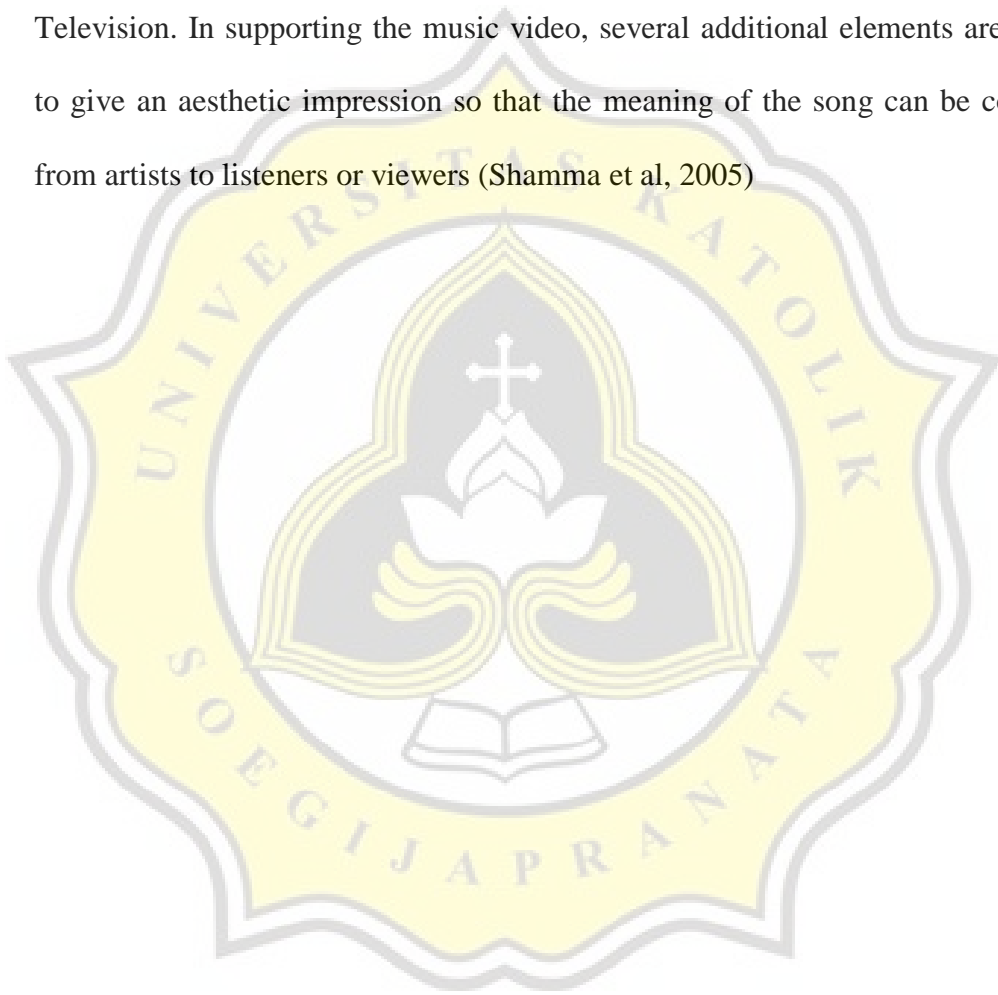 Television. In supporting the music video, several additional elements are
to give an aesthetic impression so that the meaning of the song can be
from artists to listeners or viewers (Shamma et al, 2005)
UNIVERSITAS KATOLIK
SOEGIJAPRANATA